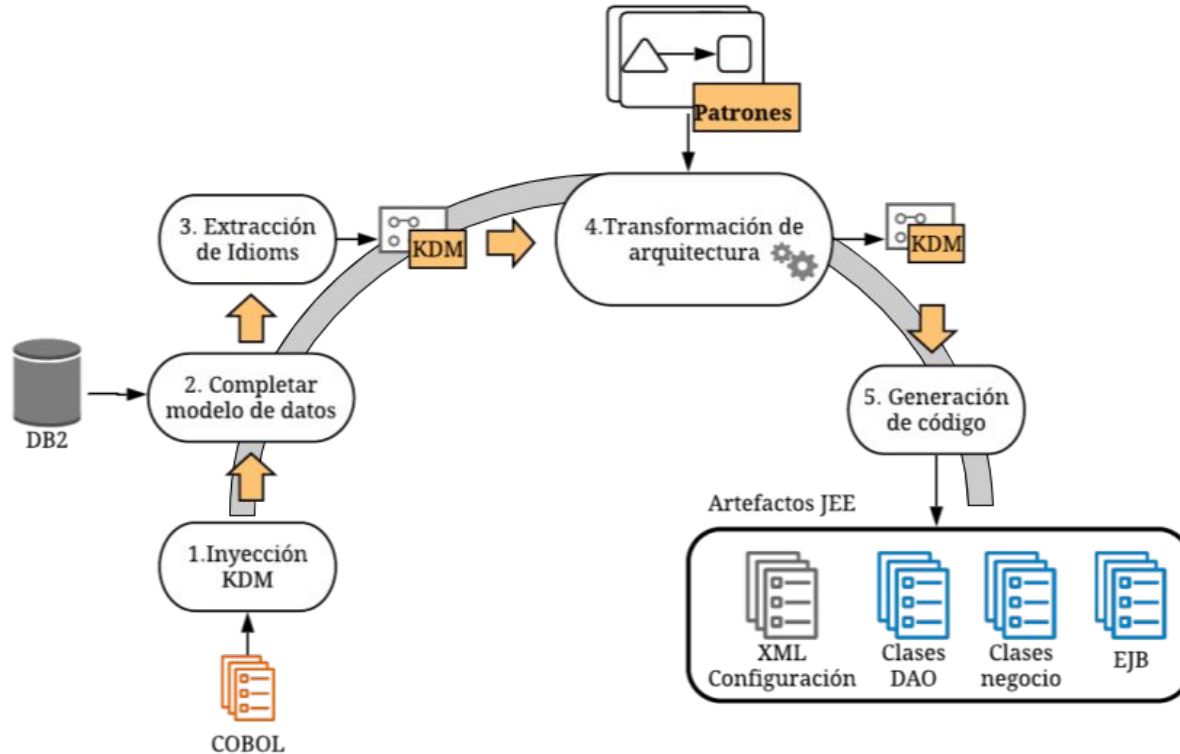 Patrones
3. Extracción
de Idioms
KDM
4.Transformación de
arquitectura
KDM
2. Completar
modelo de datos
DB2
5. Generación
de código
1.Inyección
KDM
Artefactos JEE
XML
Configuración
Clases
DAO
Clases
negocio
EJB
COBOL